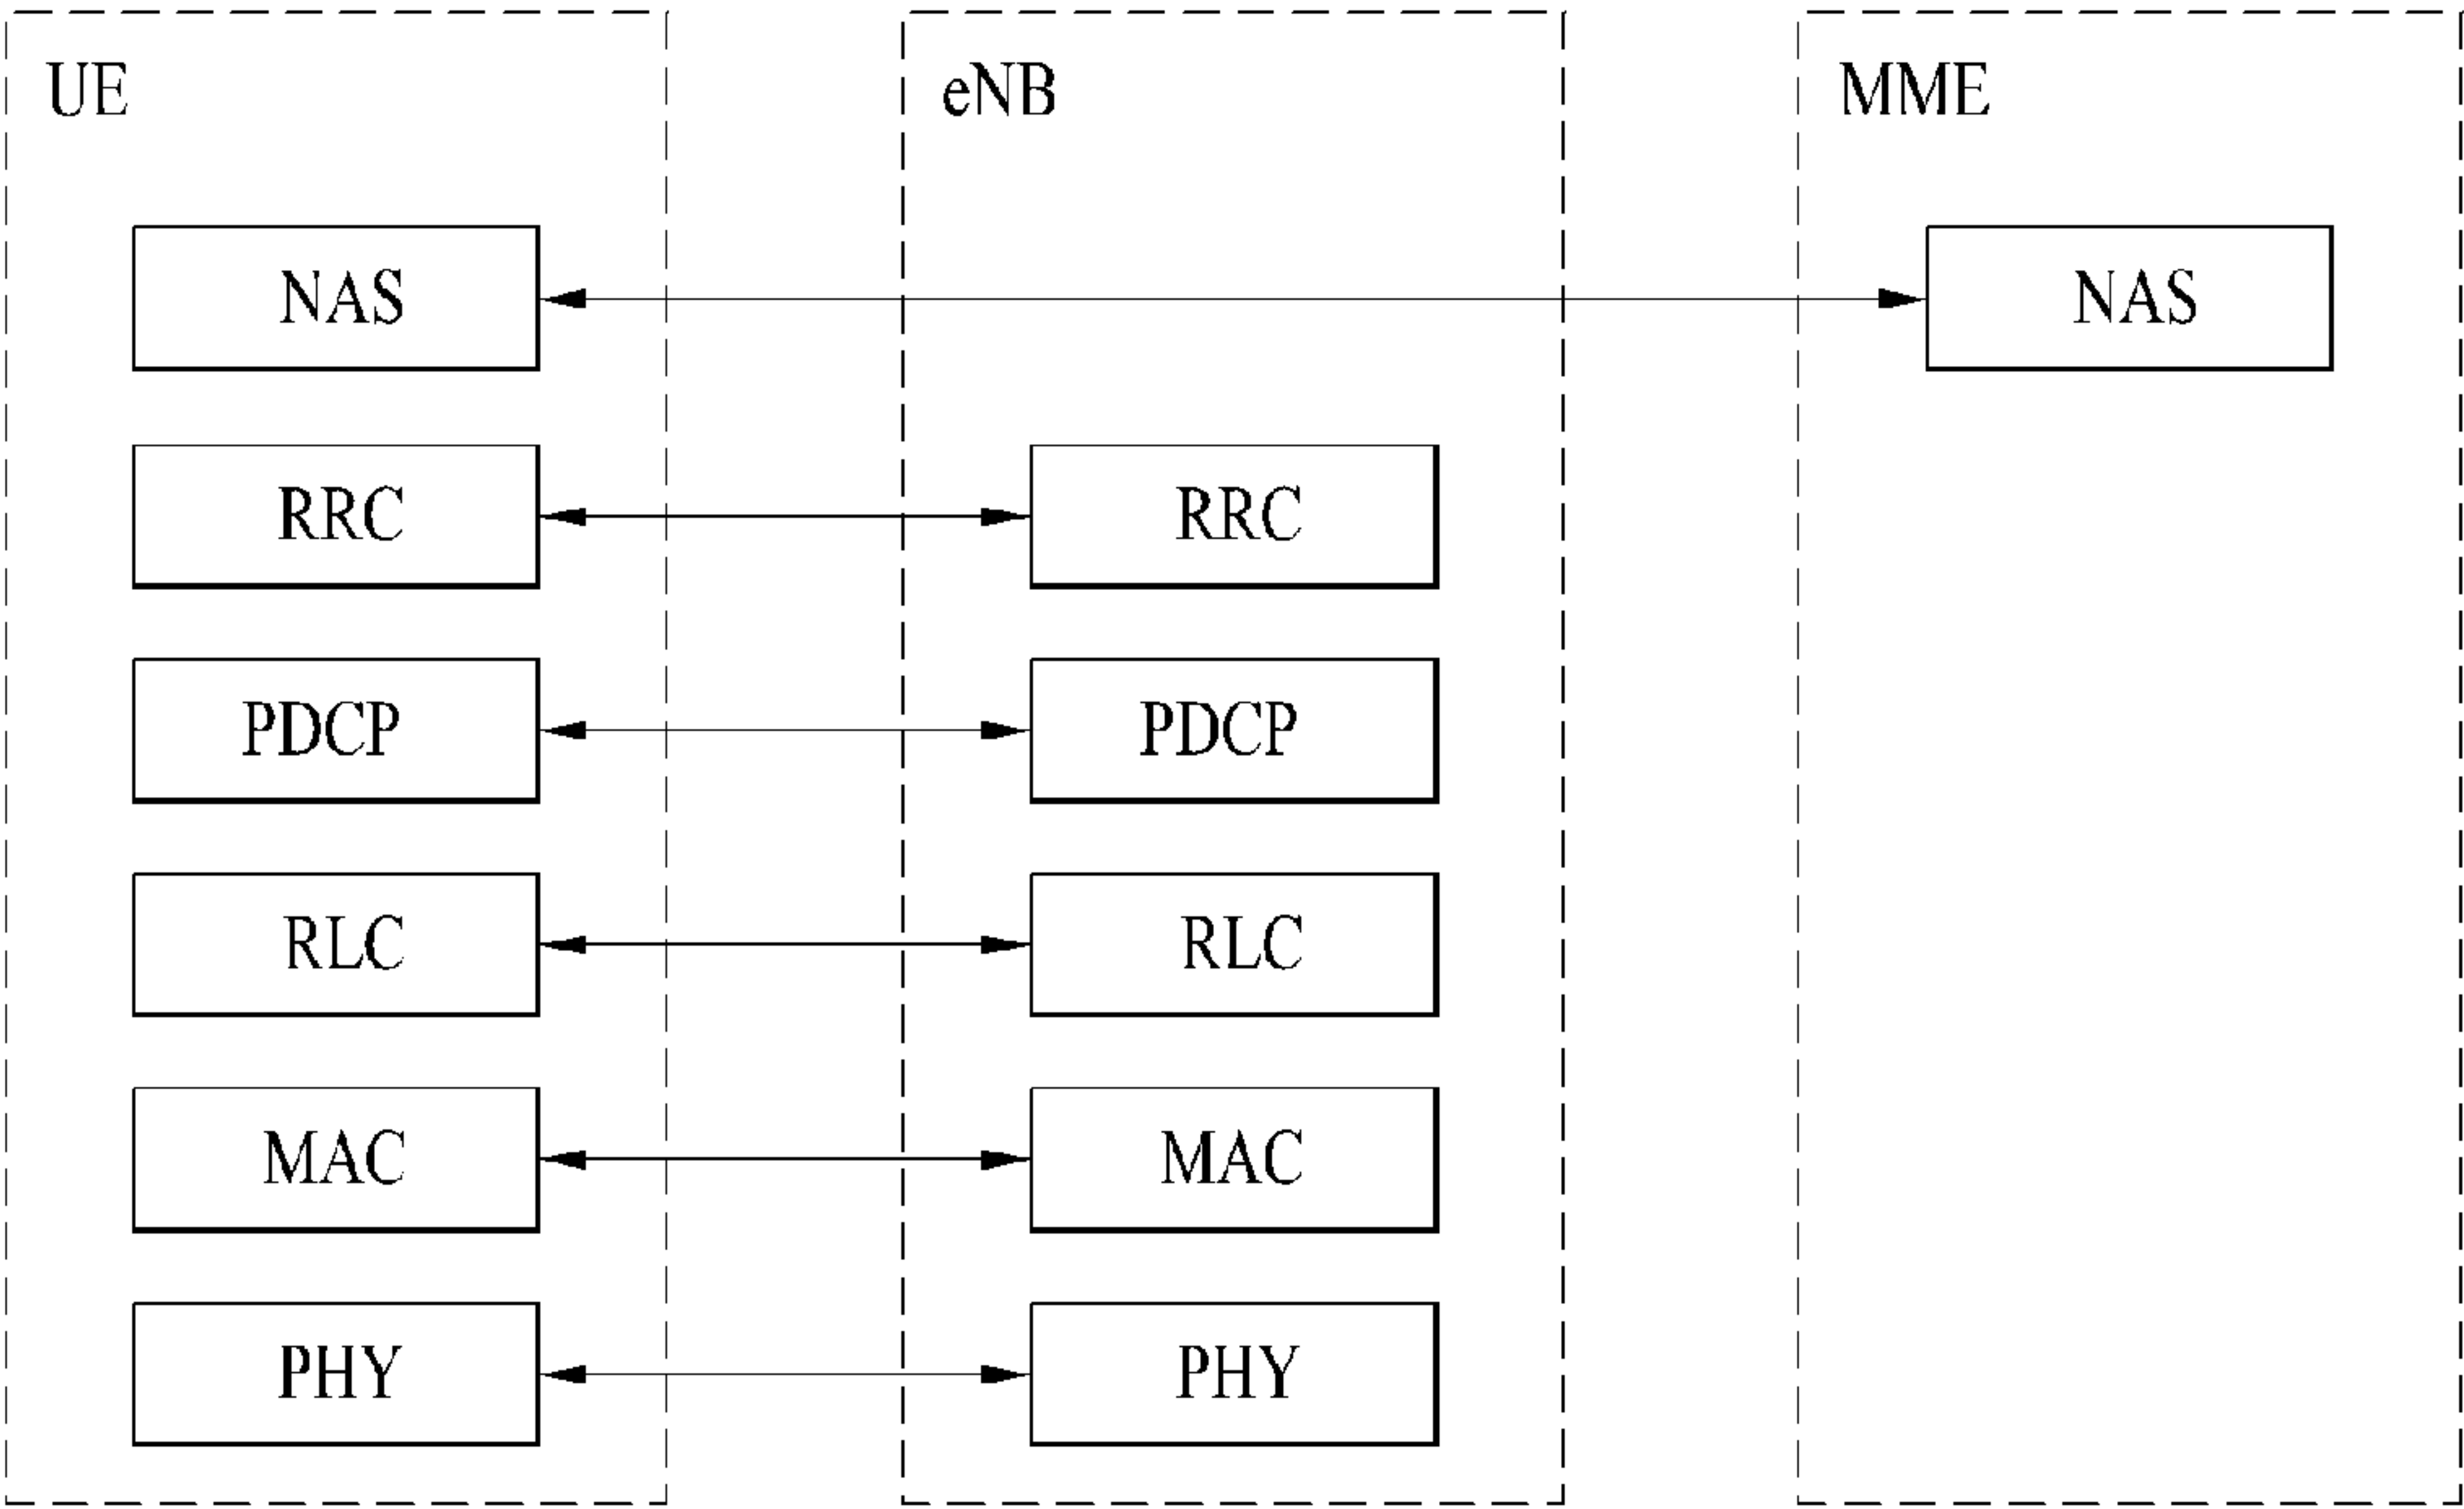 UE eNB MME
NAS NAS
RRC RRC
PDCP PDCP
RLC RLC
MAC MAC
PHY PHY